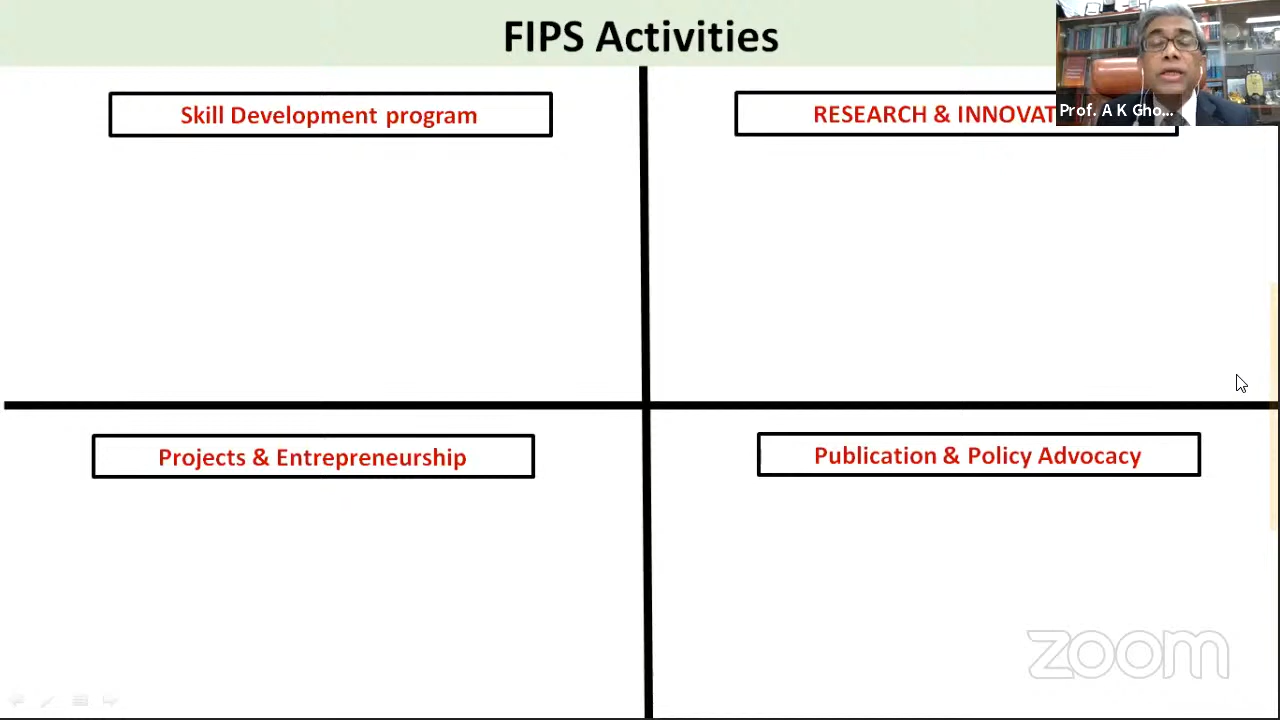 FIPS Activities
Skill Development program
RESEARCH & INNOVAT
Prof. A K Gho...
Projects & Entrepreneurship
Publication & Policy Advocacy
zoom